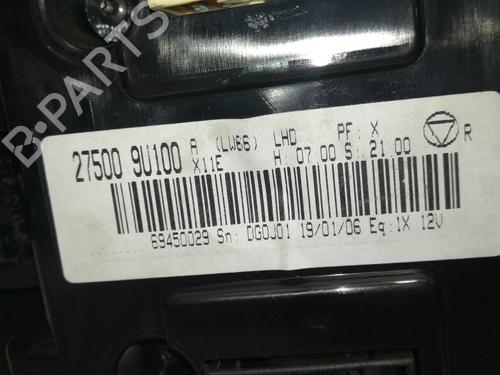 B-PARTS
27500 9U100 A (LW66) LHD PF: X
X11E H: 07.00 S: 21.00 R
69450029 Sn: DG0J01 19/01/06 Eq:1X 12V